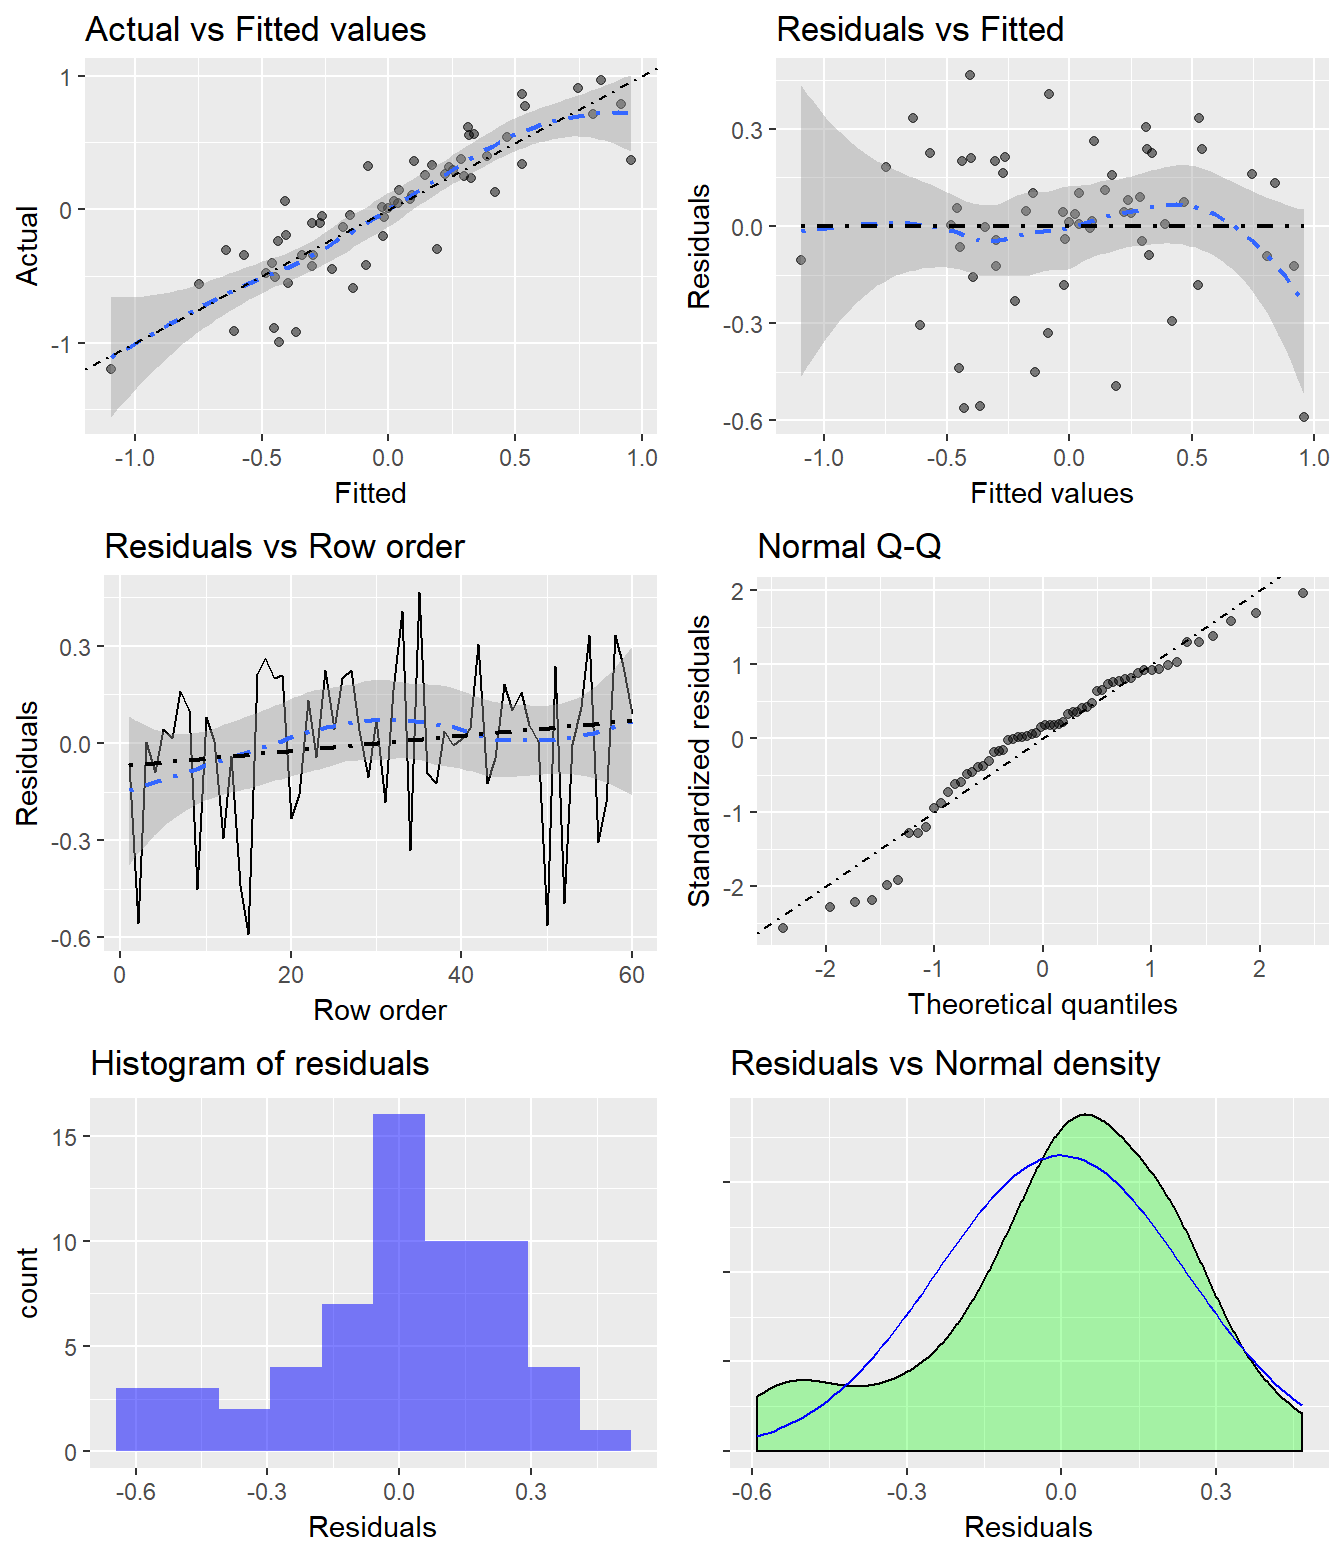 Actual vs Fitted values
Residuals vs Fitted
1
0
-1
Actual
-1.0 -0.5 0.0 0.5 1.0
Fitted
0.3
0.0
-0.3
-0.6
Residuals
-1.0 -0.5 0.0 0.5 1.0
Fitted values
Residuals vs Row order
Normal Q-Q
0.3
0.0
-0.3
-0.6
Residuals
0 20 40 60
Row order
2
1
0
-1
-2
Standardized residuals
-2 -1 0 1 2
Theoretical quantiles
Histogram of residuals
Residuals vs Normal density
15
10
5
0
count
-0.6 -0.3 0.0 0.3
Residuals
-0.6 -0.3 0.0 0.3
Residuals